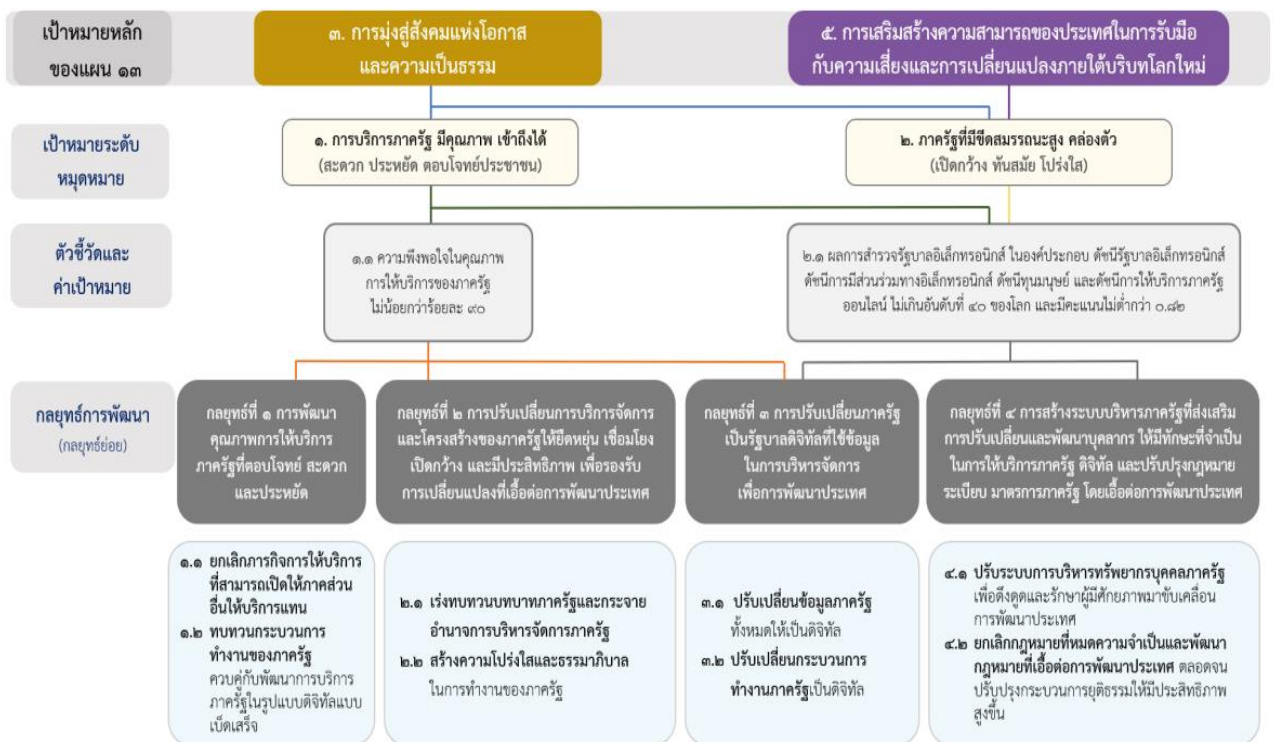 เป้าหมายหลัก
ของแผน ๑๓
๓. การมุ่งสู่สังคมแห่งโอกาส
และความเป็นธรรม
๕. การเสริมสร้างความสามารถของประเทศในการรับมือ
กับความเสี่ยงและการเปลี่ยนแปลงภายใต้บริบทโลกใหม่
เป้าหมายระดับ
หมุดหมาย
๑. การบริการภาครัฐ มีคุณภาพ เข้าถึงได้
(สะดวก ประหยัด ตอบโจทย์ประชาชน)
๒. ภาครัฐที่มีขีดสมรรถนะสูง คล่องตัว
(เปิดกว้าง ทันสมัย โปร่งใส)
ตัวชี้วัดและ
ค่าเป้าหมาย
๑.๑ ความพึงพอใจในคุณภาพ
การให้บริการของภาครัฐ
ไม่น้อยกว่าร้อยละ ๙๐
๒.๑ ผลการสำรวจรัฐบาลอิเล็กทรอนิกส์ ในองค์ประกอบ ดัชนีรัฐบาลอิเล็กทรอนิกส์
ดัชนีการมีส่วนร่วมทางอิเล็กทรอนิกส์ ดัชนีทุนมนุษย์ และดัชนีการให้บริการภาครัฐ
ออนไลน์ ไม่เกินอันดับที่ ๔๐ ของโลก และมีคะแนนไม่ต่ำกว่า ๐.๘๒
กลยุทธ์การพัฒนา
(กลยุทธ์ย่อย)
กลยุทธ์ที่ ๑ การพัฒนา
คุณภาพการให้บริการ
ภาครัฐที่ตอบโจทย์ สะดวก
และประหยัด
กลยุทธ์ที่ ๒ การปรับเปลี่ยนการบริการจัดการ
และโครงสร้างของภาครัฐให้ยืดหยุ่น เชื่อมโยง
เปิดกว้าง และมีประสิทธิภาพ เพื่อรองรับ
การเปลี่ยนแปลงที่เอื้อต่อการพัฒนาประเทศ
กลยุทธ์ที่ ๓ การปรับเปลี่ยนภาครัฐ
เป็นรัฐบาลดิจิทัลที่ใช้ข้อมูล
ในการบริหารจัดการ
เพื่อการพัฒนาประเทศ
กลยุทธ์ที่ ๔ การสร้างระบบบริหารภาครัฐที่ส่งเสริม
การปรับเปลี่ยนและพัฒนาบุคลากร ให้มีทักษะที่จำเป็น
ในการให้บริการภาครัฐ ดิจิทัล และปรับปรุงกฎหมาย
ระเบียบ มาตรการภาครัฐ โดยเอื้อต่อการพัฒนาประเทศ
๑.๑ ยกเลิกภารกิจการให้บริการ
ที่สามารถเปิดให้ภาคส่วน
อื่นให้บริการแทน
๑.๒ ทบทวนกระบวนการ
ทำงานของภาครัฐ
ควบคู่กับพัฒนาการบริการ
ภาครัฐในรูปแบบดิจิทัลแบบ
เบ็ดเสร็จ
๒.๑ เร่งทบทวนบทบาทภาครัฐและกระจาย
อำนาจการบริหารจัดการภาครัฐ
๒.๒ สร้างความโปร่งใสและธรรมาภิบาล
ในการทำงานของภาครัฐ
๓.๑ ปรับเปลี่ยนข้อมูลภาครัฐ
ทั้งหมดให้เป็นดิจิทัล
๓.๒ ปรับเปลี่ยนกระบวนการ
ทำงานภาครัฐเป็นดิจิทัล
๔.๑ ปรับระบบการบริหารทรัพยากรบุคคลภาครัฐ
เพื่อดึงดูดและรักษาผู้มีศักยภาพมาขับเคลื่อน
การพัฒนาประเทศ
๔.๒ ยกเลิกกฎหมายที่หมดความจำเป็นและพัฒนา
กฎหมายที่เอื้อต่อการพัฒนาประเทศ ตลอดจน
ปรับปรุงกระบวนการยุติธรรมให้มีประสิทธิภาพ
สูงขึ้น